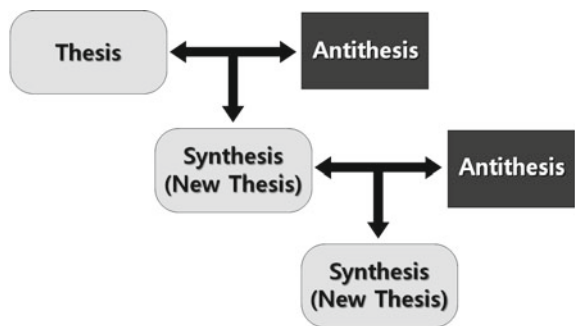 Thesis
Antithesis
Synthesis
(New Thesis)
Antithesis
Synthesis
(New Thesis)